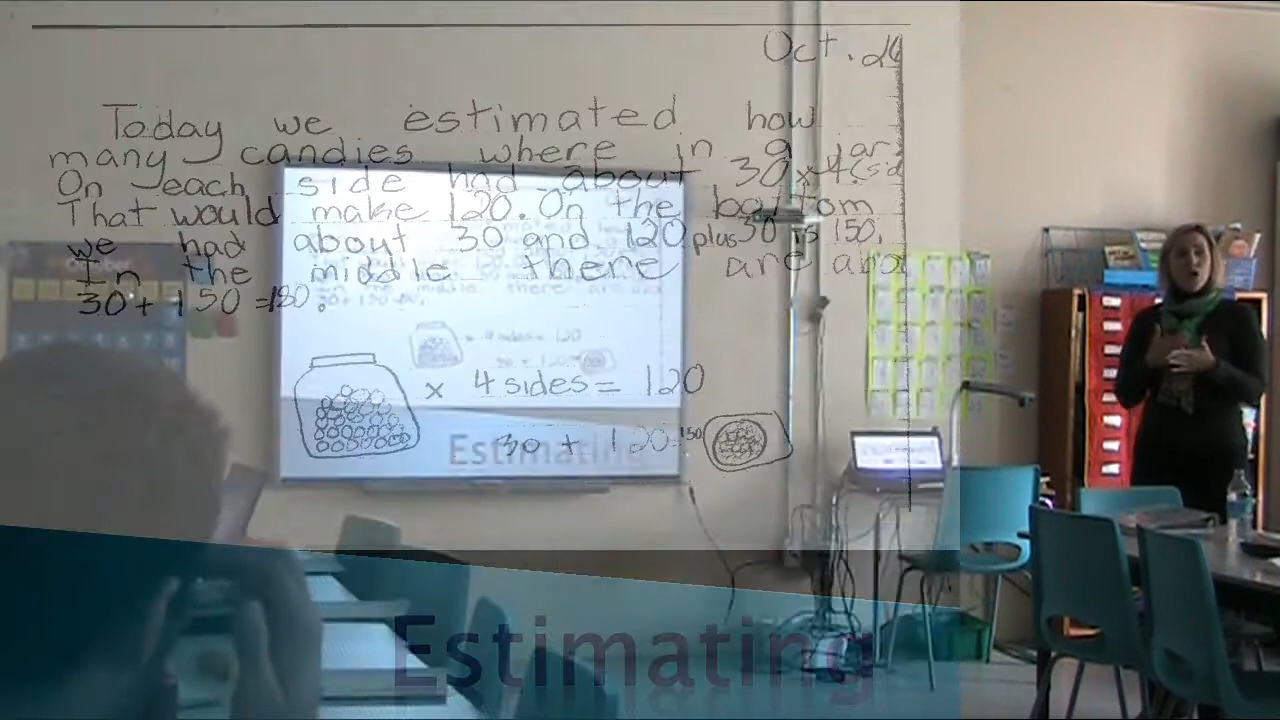 Oct. 26
Today we estimated how
many candies where in a jar.
On each side had about 30 x 4(sid
That would make 120. On the bottom
we had about 30 and 120 plus 30 is 150.
In the middle there are abo
30 + 150 = 180.
x 4 sides = 120
30 + 120 = 150
Estimating
Estimating